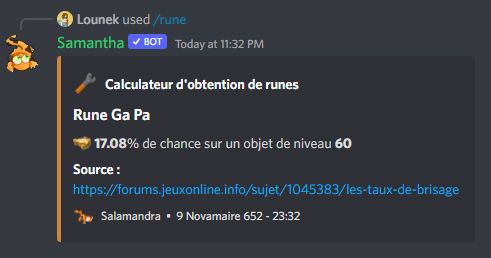 Lounek used /rune
Samantha BOT Today at 11:32 PM
Calculateur d'obtention de runes
Rune Ga Pa
17.08% de chance sur un objet de niveau 60
Source :
https://forums.jeuxonline.info/sujet/1045383/les-taux-de-brisage
Salamandra • 9 Novamaire 652 - 23:32